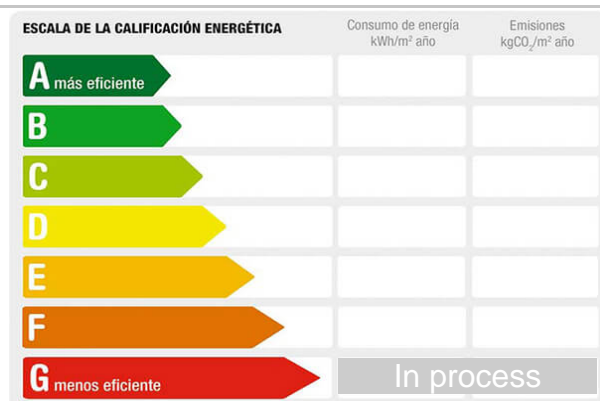 ESCALA DE LA CALIFICACIÓN ENERGÉTICA
Consumo de energía
kWh/m² año
Emisiones
kgCO₂/m² año
A más eficiente
B
C
D
E
F
G menos eficiente
In process